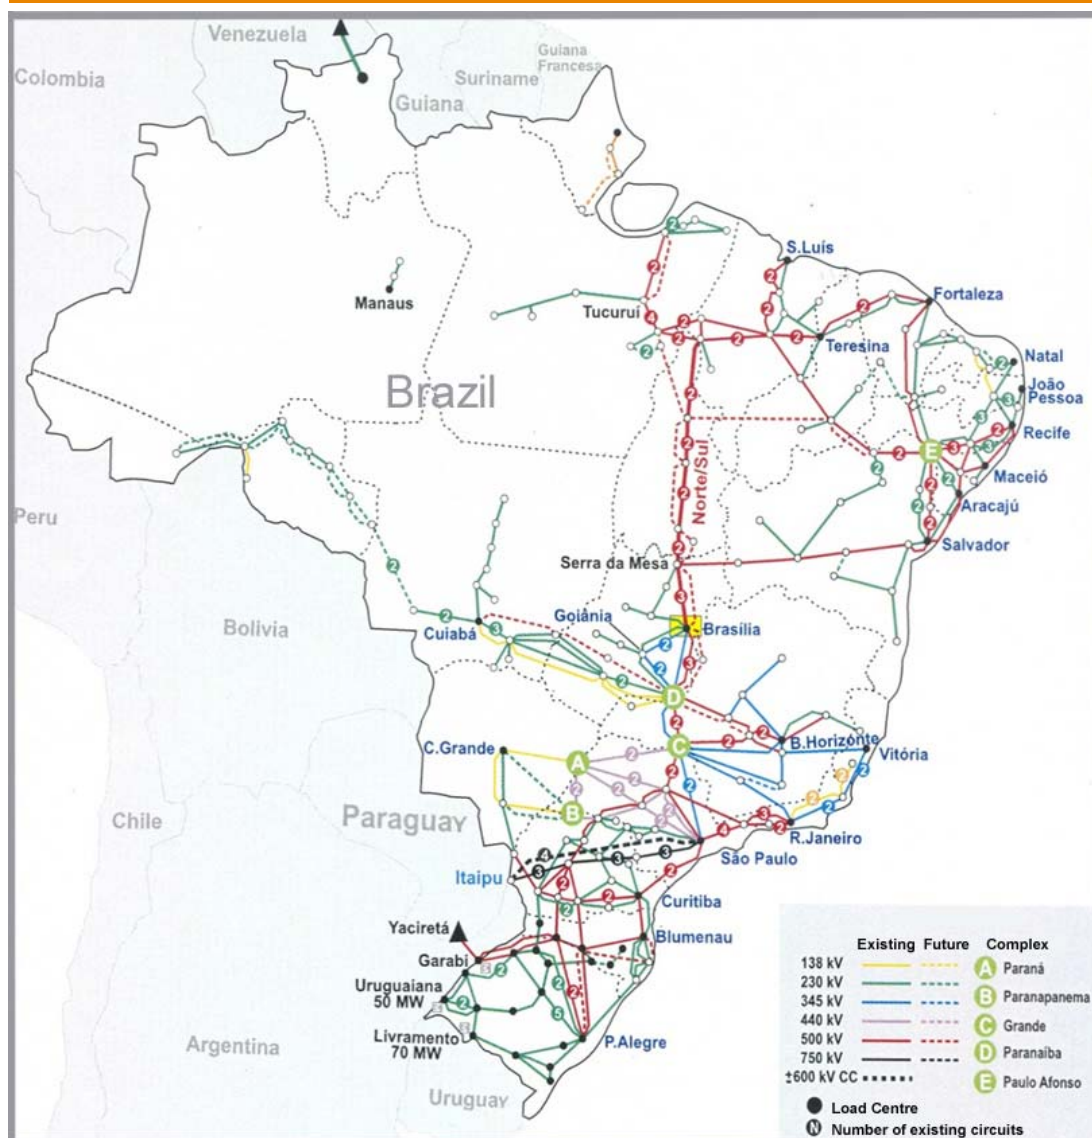 Venezuela
Colombia
Guiana
Suriname
Guiana
Francesa
S.Luís
Manaus
Tucuruí
Fortaleza
Teresina
Natal
João
Pessoa
Brazil
Recife
Maceió
Norte/Sul
Aracajú
Peru
Salvador
Serra da Mesa
Goiânia
Brasília
Cuiabá
Bolivia
B.Horizonte
C.Grande
Vitória
Paraguay
Chile
R.Janeiro
São Paulo
Itaipu
Curitiba
Yaciretá
Blumenau
Garabi
Uruguaiana
50 MW
Livramento
70 MW
P.Alegre
Argentina
Uruguay
A
B
C
D
E
Existing Future Complex
138 kV A Paraná
230 kV B Paranapanema
345 kV
440 kV C Grande
500 kV D Paranaíba
750 kV
±600 kV CC E Paulo Afonso
Load Centre
N Number of existing circuits